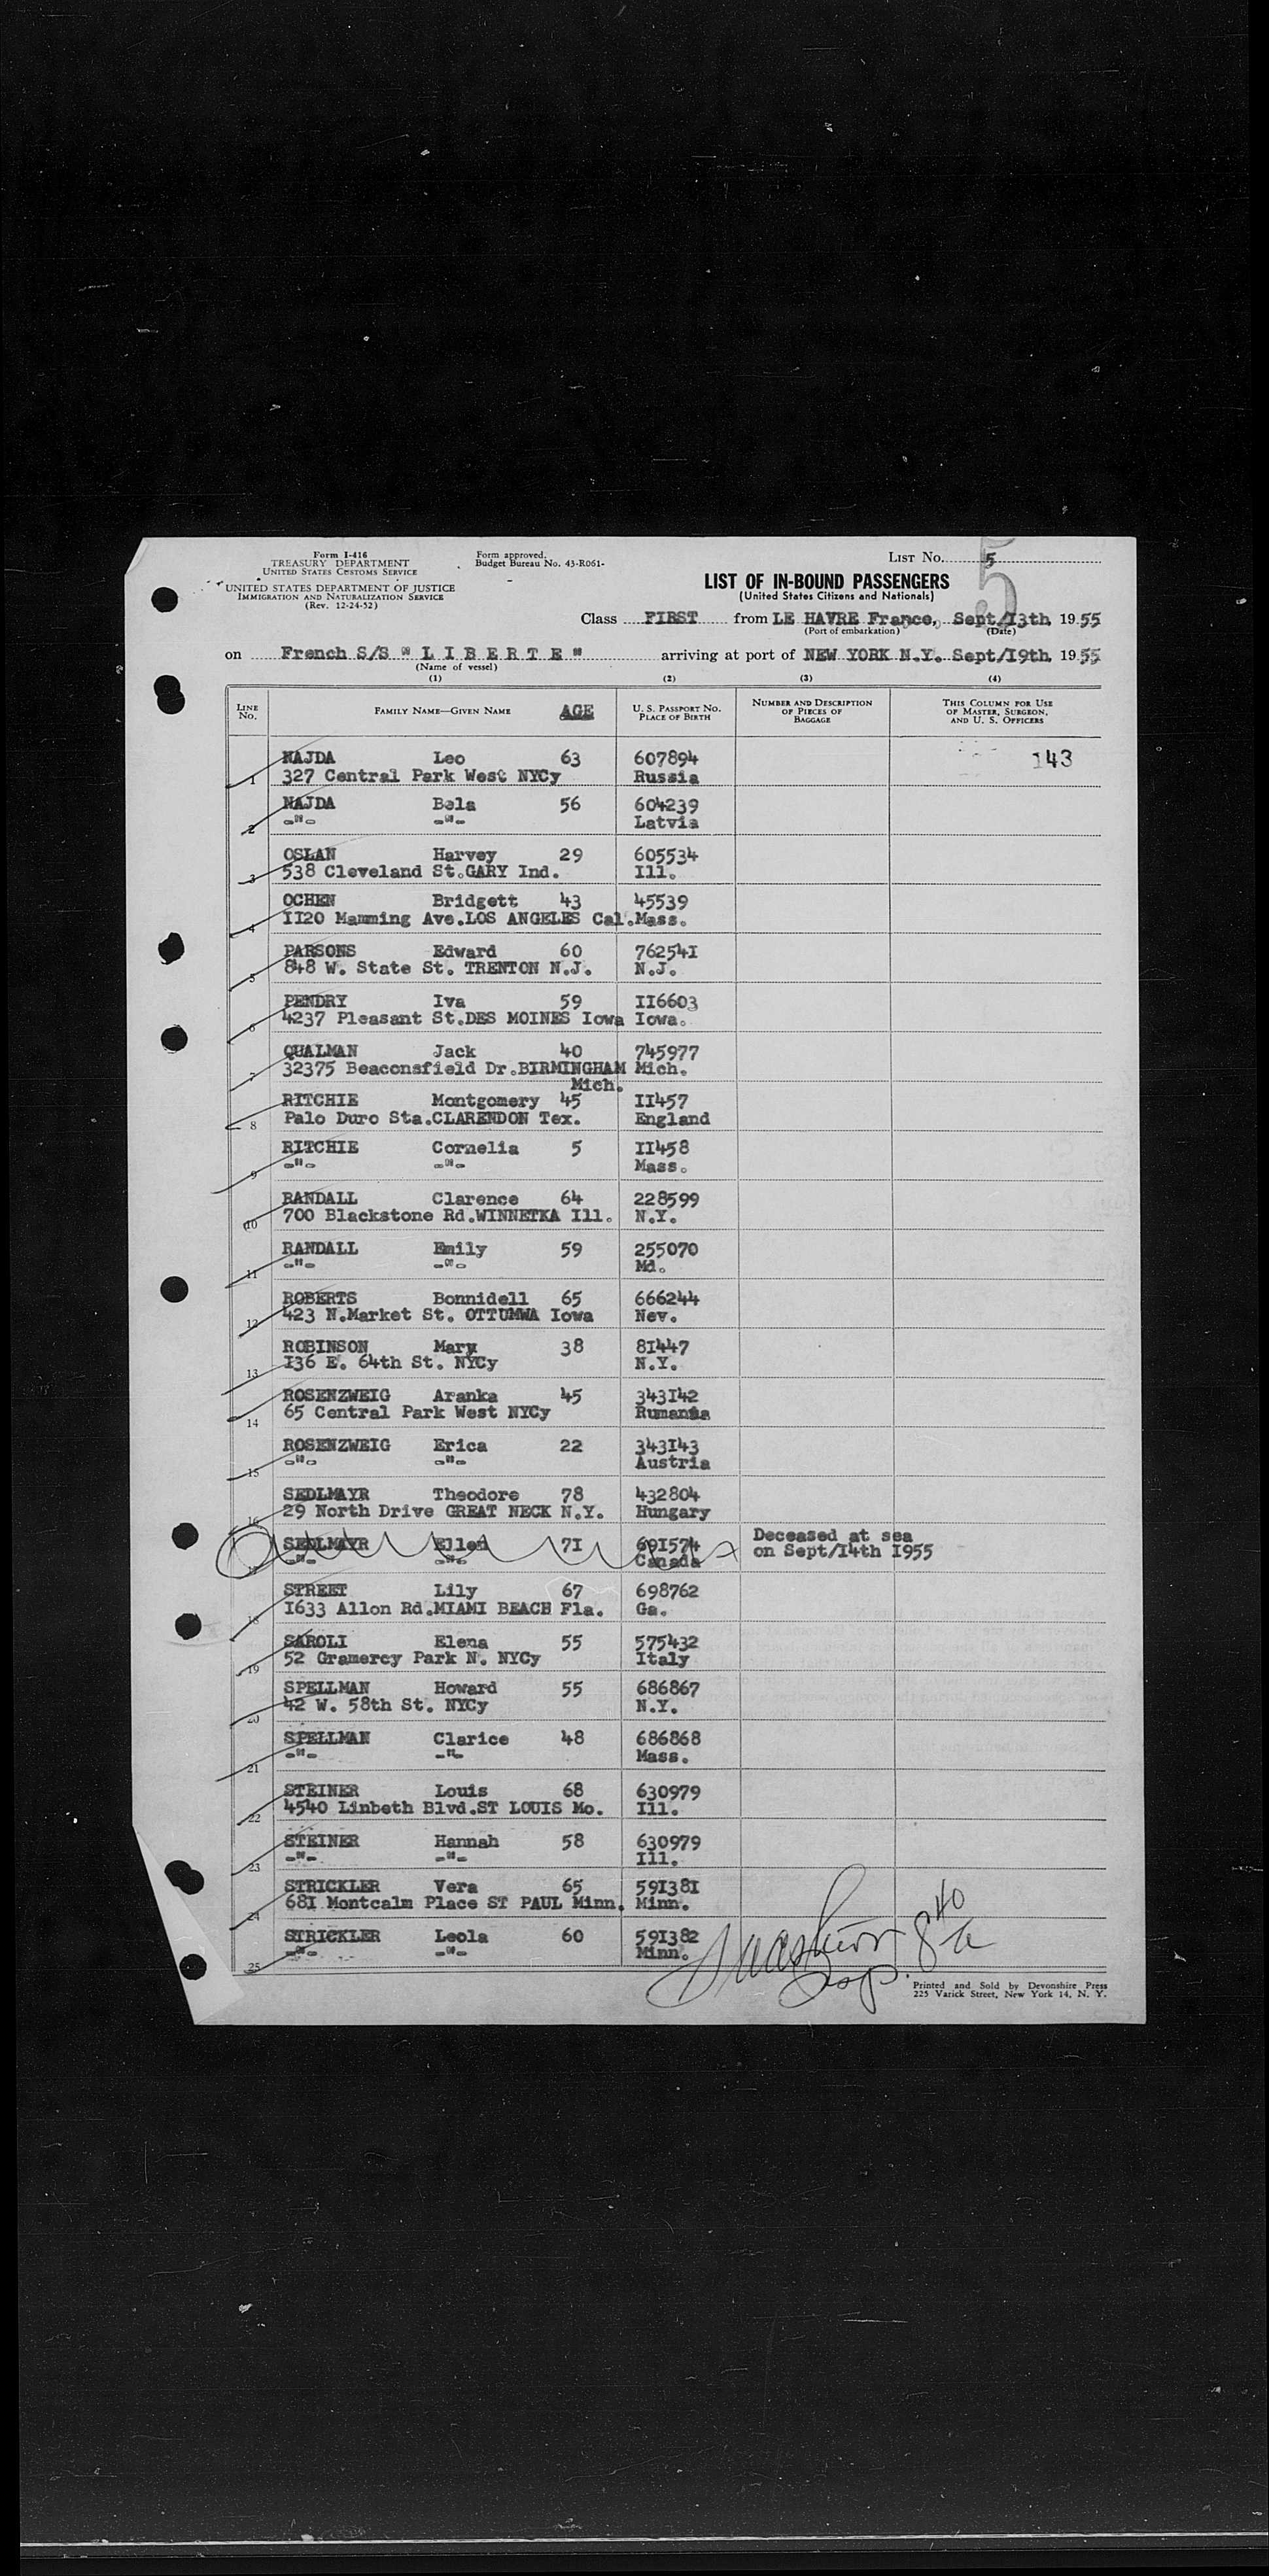 Form I-416
TREASURY DEPARTMENT
UNITED STATES CUSTOMS SERVICE
UNITED STATES DEPARTMENT OF JUSTICE
IMMIGRATION AND NATURALIZATION SERVICE
(Rev. 12-24-52)
Form approved.
Budget Bureau No. 43-R061-
LIST No. 5
5
LIST OF IN-BOUND PASSENGERS
(United States Citizens and Nationals)
Class FIRST from LE HAVRE France, Sept/13th, 1955
(Port of embarkation) (Date)
on French S/S "LIBERTE" arriving at port of NEW YORK N.Y. Sept/19th, 1955
(Name of vessel)
(1) (2) (3) (4)
LINE No. FAMILY NAME—GIVEN NAME AGE U. S. PASSPORT NO. PLACE OF BIRTH NUMBER AND DESCRIPTION OF PIECES OF BAGGAGE THIS COLUMN FOR USE OF MASTER, SURGEON, AND U. S. OFFICERS
NAJDA Leo 63 607894 143
1 327 Central Park West NYCy Russia
NAJDA Bela 56 604239
2 -"- -"- Latvia
OSLAN Harvey 29 605534
3 538 Cleveland St.GARY Ind. Ill.
OCHEN Bridgett 43 45539
4 1120 Mamming Ave.LOS ANGELES Cal. Mass.
PARSONS Edward 60 762541
5 848 W. State St. TRENTON N.J. N.J.
PENDRY Iva 59 116603
6 4237 Pleasant St.DES MOINES Iowa Iowa.
QUALMAN Jack 40 745977
7 32375 Beaconsfield Dr.BIRMINGHAM Mich.
Mich.
RITCHIE Montgomery 45 11457
8 Palo Duro Sta.CLARENDON Tex. England
RITCHIE Cornelia 5 11458
9 -"- -"- Mass.
RANDALL Clarence 64 228599
10 700 Blackstone Rd.WINNETKA Ill. N.Y.
RANDALL Emily 59 255070
11 -"- -"- Md.
ROBERTS Bonnidell 65 666244
12 423 N.Market St. OTTUMWA Iowa Nev.
ROBINSON Mary 38 81447
13 136 E. 64th St. NYCy N.Y.
ROSENZWEIG Aranka 45 343142
14 65 Central Park West NYCy Rumania
ROSENZWEIG Erica 22 343143
15 -"- -"- Austria
SEDLMAYR Theodore 78 432804
16 29 North Drive GREAT NECK N.Y. Hungary
SEDLMAYR Ellen 71 691574 Deceased at sea
17 -"- -"- Canada on Sept/14th 1955
STREET Lily 67 698762
18 1633 Allon Rd.MIAMI BEACH Fla. Ga.
SAROLI Elena 55 575432
19 52 Gramercy Park N. NYCy Italy
SPELLMAN Howard 55 686867
20 42 W. 58th St. NYCy N.Y.
SPELLMAN Clarice 48 686868
21 -"- -"- Mass.
STEINER Louis 68 630979
22 4540 Linbeth Blvd.ST LOUIS Mo. Ill.
STEINER Hannah 58 630979
23 -"- -"- Ill.
STRICKLER Vera 65 591381
24 681 Montcalm Place ST PAUL Minn. Minn.
STRICKLER Leola 60 591382
25 -"- -"- Minn.
Printed and Sold by Devonshire Press
225 Varick Street, New York 14, N. Y.